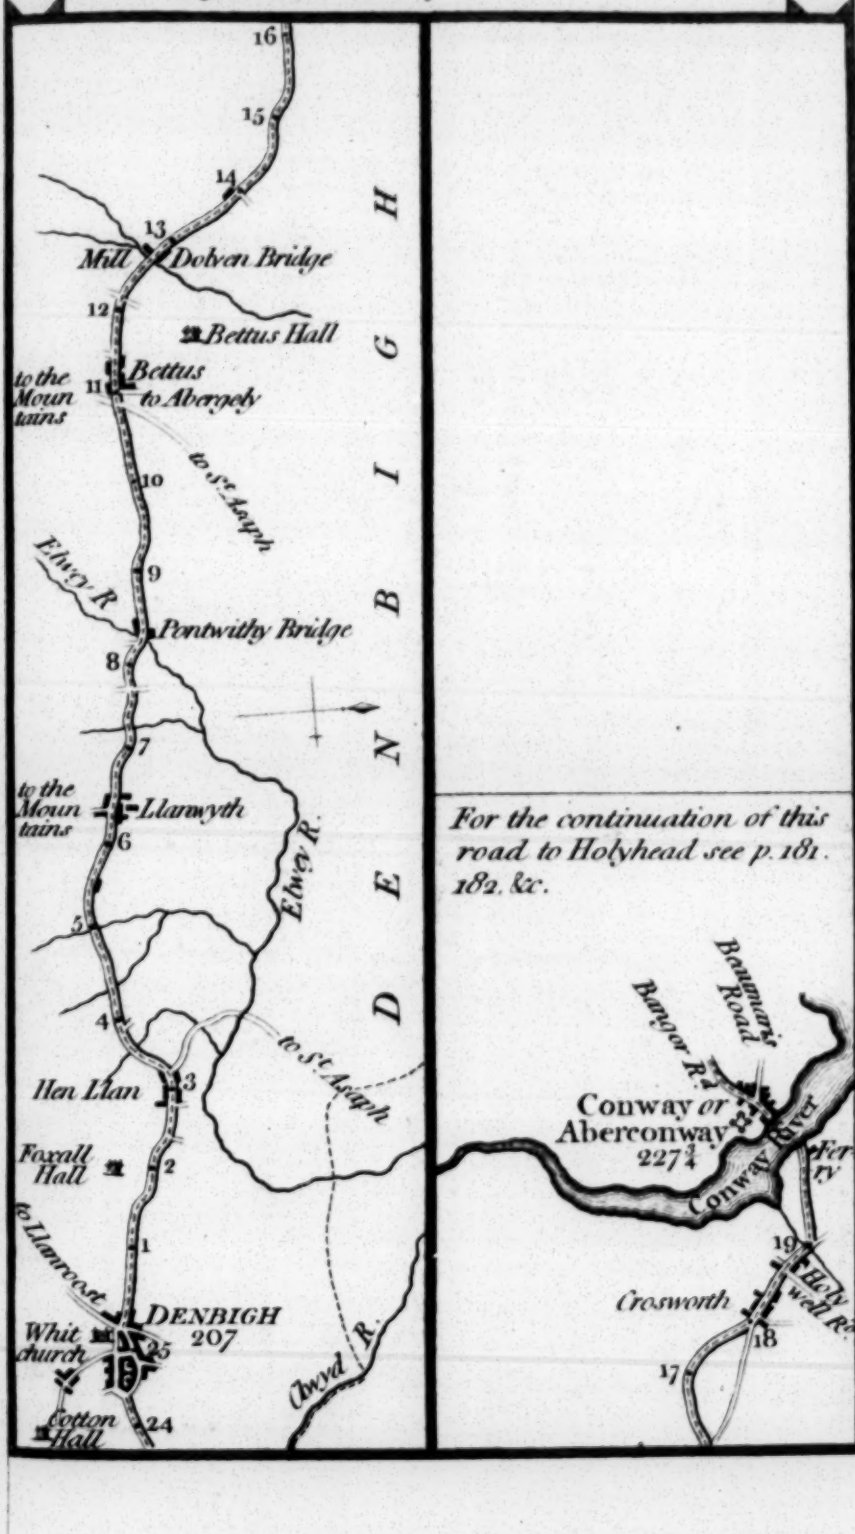 16
15
14
13
Mill
Dolven Bridge
12
Bettus Hall
to the
Moun
tains
11
Bettus
to Abergely
10
to St. Asaph
9
Elwey R
Pontwithy Bridge
8
7
to the
Moun
tains
Llanwyth
6
Elwey R.
5
4
to St. Asaph
3
Hen Llan
Foxall
Hall
2
1
to Llanroost
DENBIGH
207
Whit
church
25
Cotton
Hall
24
Clwyd R.
DENBIGH
For the continuation of this
road to Holyhead see p. 181.
182. &c.
Beaumaris
Road
Bangor Rd.
Conway or
Aberconway
227 3/4
Conway River
Fer-
ry
19
Holy
well Rd.
Crosworth
18
17